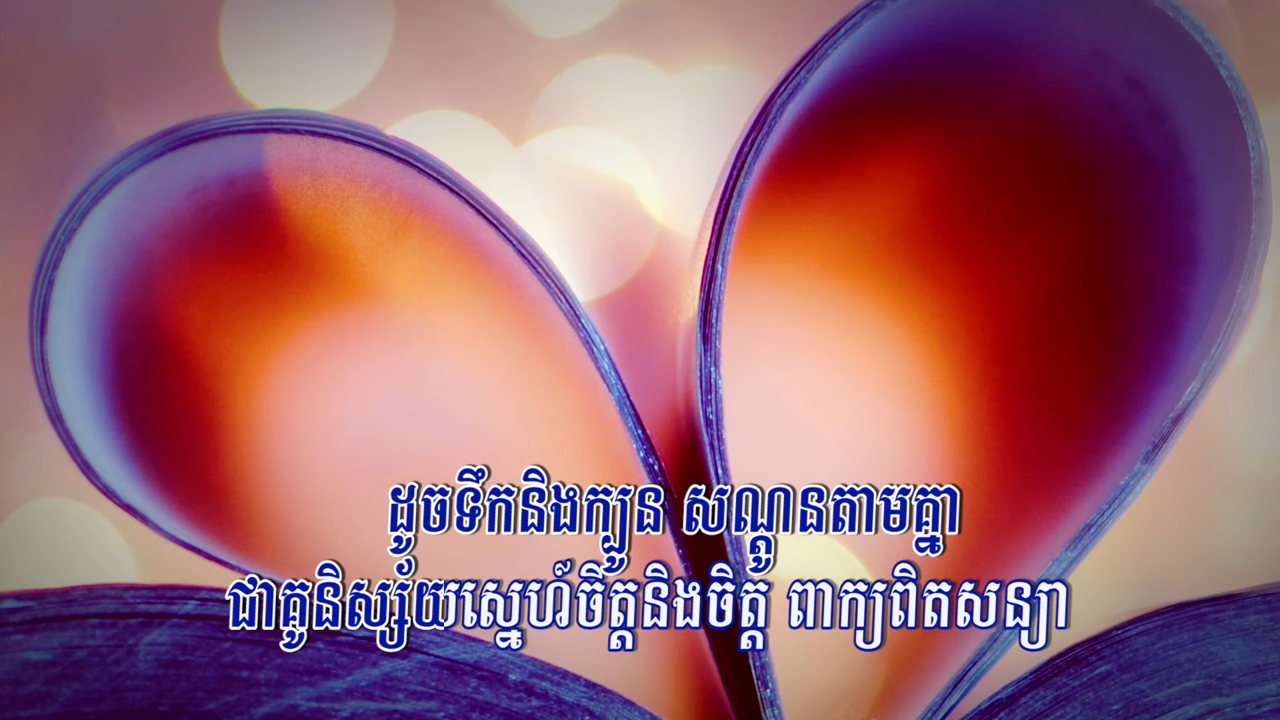 ដូចទឹកនិងក្បូន សណ្ដូនតាមគ្នា
ជាគូនិស្ស័យស្នេហ៍ចិត្តនិងចិត្ត ពាក្យពិតសន្យា